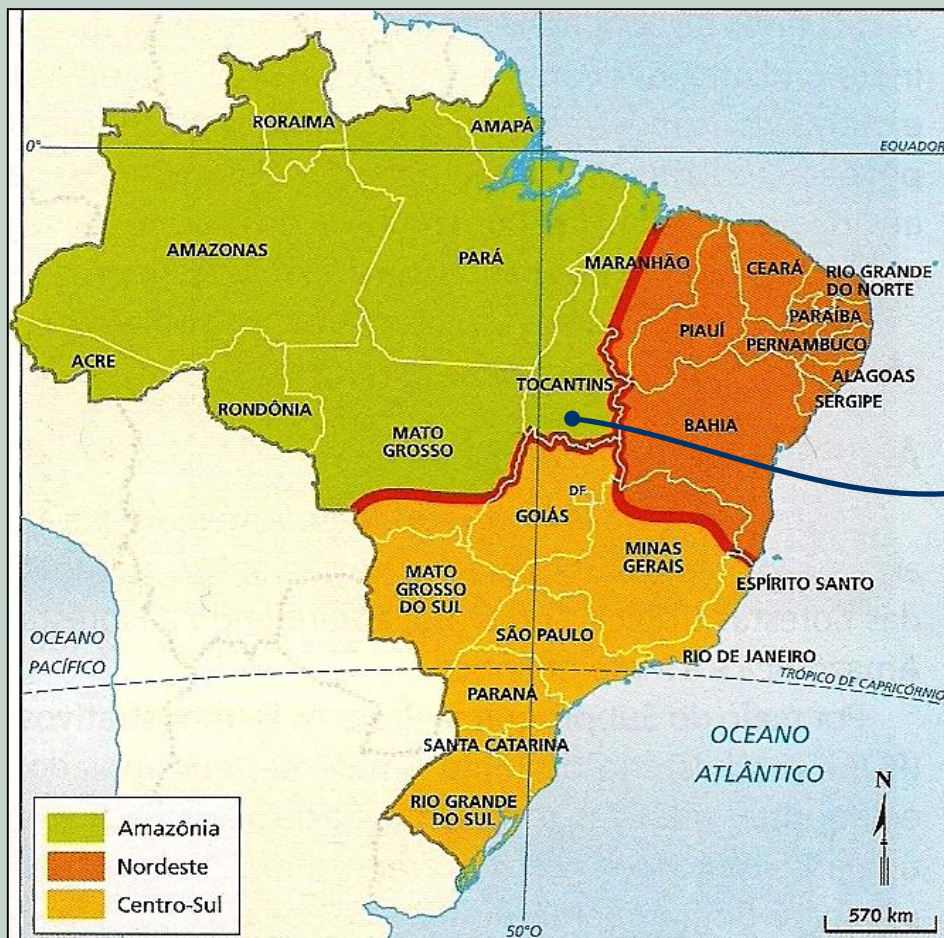 RORAIMA
AMAPÁ
0°
EQUADOR
AMAZONAS
PARÁ
MARANHÃO
CEARÁ
RIO GRANDE
DO NORTE
PARAÍBA
PIAUÍ
PERNAMBUCO
ACRE
ALAGOAS
TOCANTINS
SERGIPE
RONDÔNIA
BAHIA
MATO
GROSSO
DF
GOIÁS
MINAS
GERAIS
MATO
GROSSO
DO SUL
ESPÍRITO SANTO
SÃO PAULO
OCEANO
PACÍFICO
RIO DE JANEIRO
TRÓPICO DE CAPRICÓRNIO
PARANÁ
SANTA CATARINA
OCEANO
ATLÂNTICO
RIO GRANDE
DO SUL
N
Amazônia
Nordeste
Centro-Sul
50°O
570 km